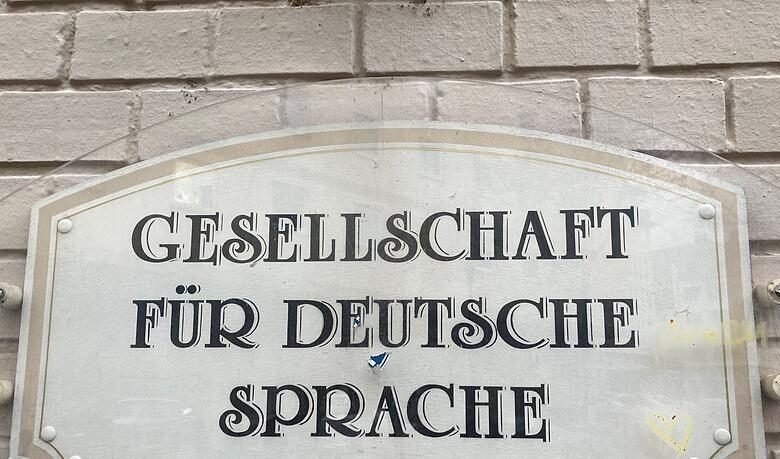 GESELLSCHAFT
FÜR DEUTSCHE
SPRACHE